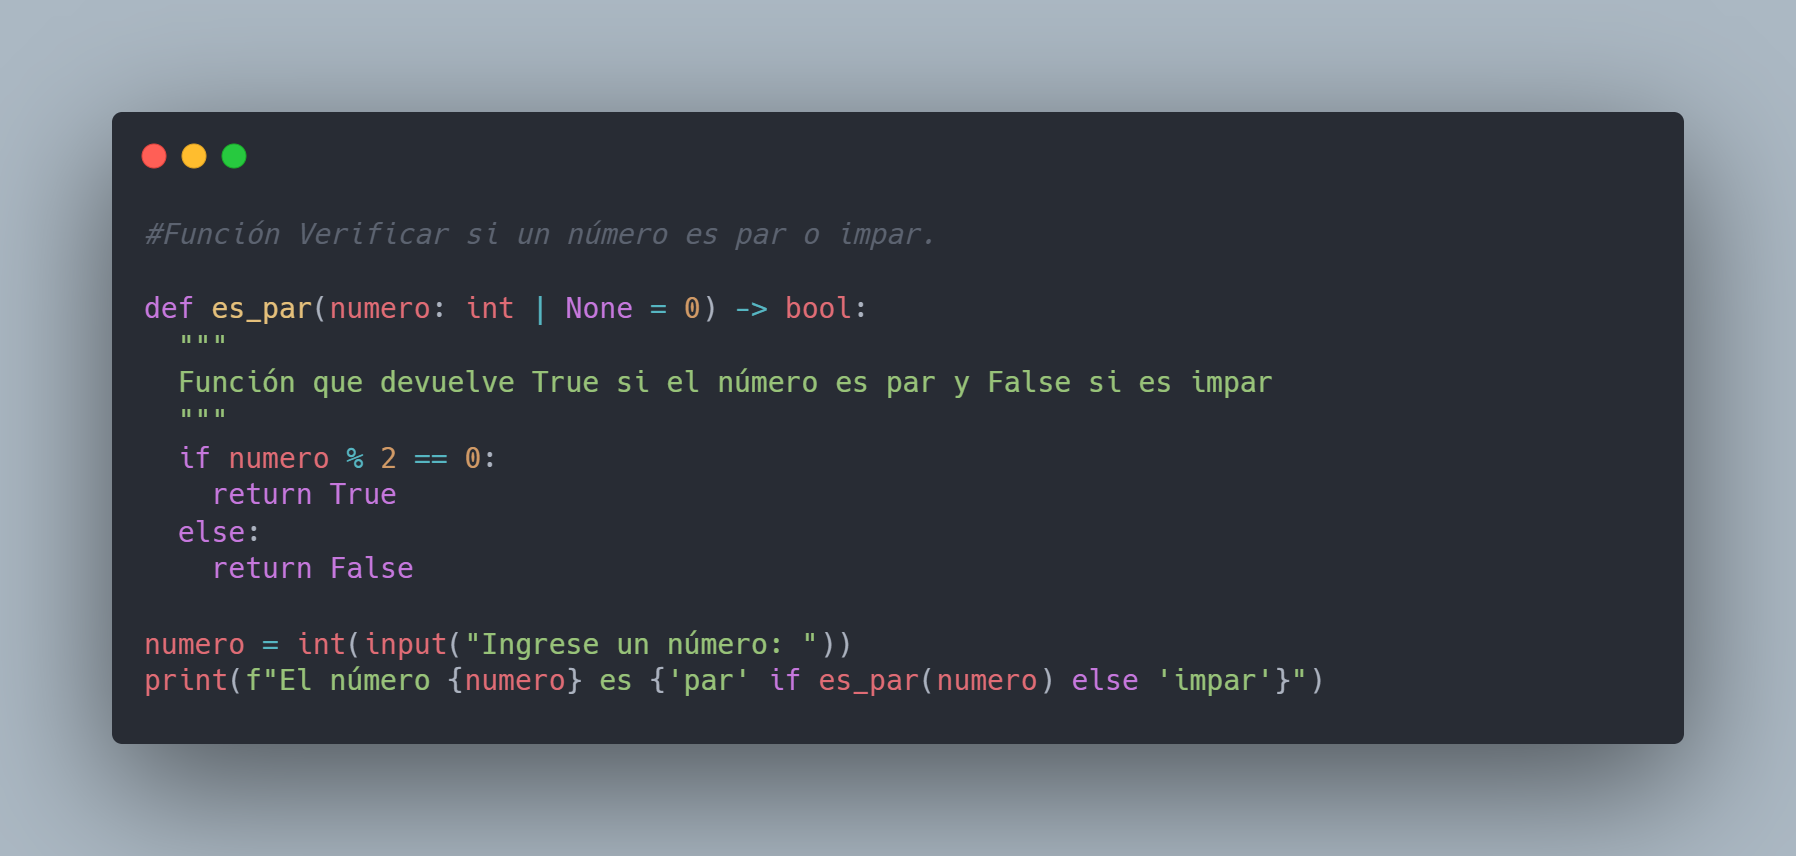 #Función Verificar si un número es par o impar.
def es_par(numero: int | None = 0) -> bool:
  """
  Función que devuelve True si el número es par y False si es impar
  """
  if numero % 2 == 0:
    return True
  else:
    return False
numero = int(input("Ingrese un número: "))
print(f"El número {numero} es {'par' if es_par(numero) else 'impar'}")